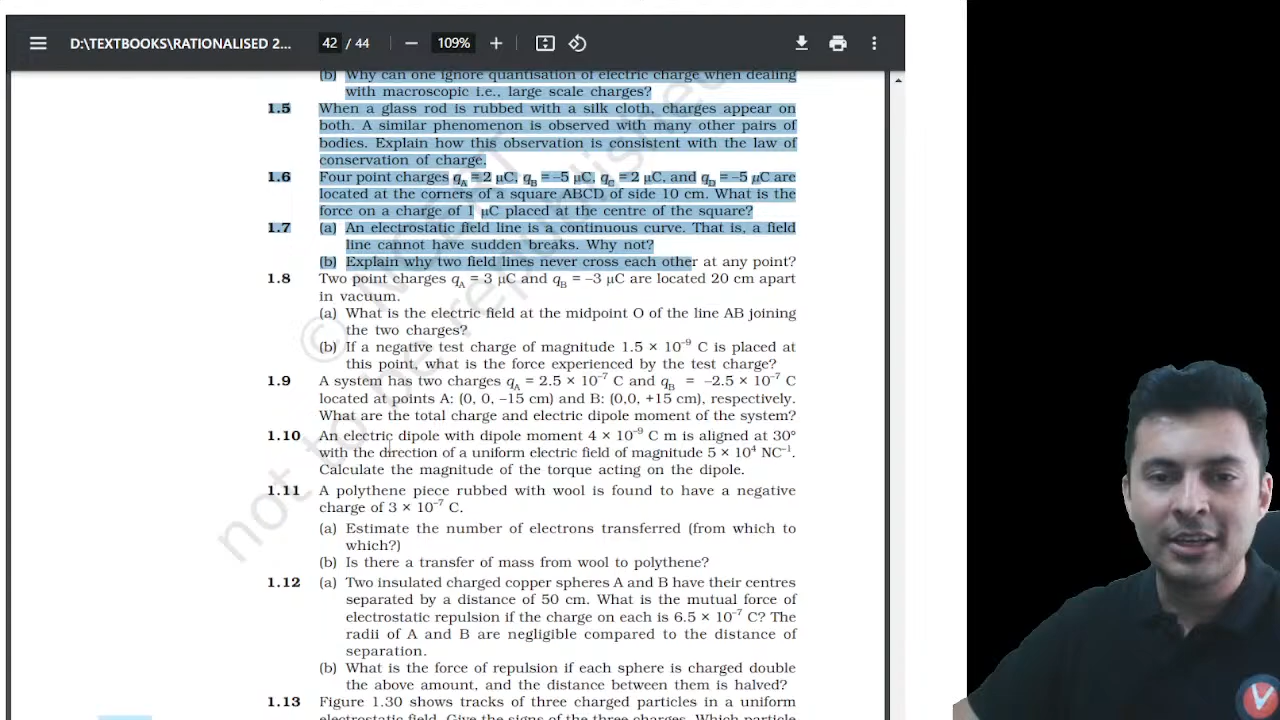 D:\TEXTBOOKS\RATIONALISED 2...
42 / 44
109%
(b) Why can one ignore quantisation of electric charge when dealing
with macroscopic i.e., large scale charges?
1.5 When a glass rod is rubbed with a silk cloth, charges appear on
both. A similar phenomenon is observed with many other pairs of
bodies. Explain how this observation is consistent with the law of
conservation of charge.
1.6 Four point charges qA = 2 μC, qB = –5 μC, qC = 2 μC, and qD = –5 μC are
located at the corners of a square ABCD of side 10 cm. What is the
force on a charge of 1 μC placed at the centre of the square?
1.7 (a) An electrostatic field line is a continuous curve. That is, a field
line cannot have sudden breaks. Why not?
(b) Explain why two field lines never cross each other at any point?
1.8 Two point charges qA = 3 μC and qB = –3 μC are located 20 cm apart
in vacuum.
(a) What is the electric field at the midpoint O of the line AB joining
the two charges?
(b) If a negative test charge of magnitude 1.5 × 10⁻⁹ C is placed at
this point, what is the force experienced by the test charge?
1.9 A system has two charges qA = 2.5 × 10⁻⁷ C and qB = –2.5 × 10⁻⁷ C
located at points A: (0, 0, –15 cm) and B: (0,0, +15 cm), respectively.
What are the total charge and electric dipole moment of the system?
1.10 An electric dipole with dipole moment 4 × 10⁻⁹ C m is aligned at 30°
with the direction of a uniform electric field of magnitude 5 × 10⁴ NC⁻¹.
Calculate the magnitude of the torque acting on the dipole.
1.11 A polythene piece rubbed with wool is found to have a negative
charge of 3 × 10⁻⁷ C.
(a) Estimate the number of electrons transferred (from which to
which?)
(b) Is there a transfer of mass from wool to polythene?
1.12 (a) Two insulated charged copper spheres A and B have their centres
separated by a distance of 50 cm. What is the mutual force of
electrostatic repulsion if the charge on each is 6.5 × 10⁻⁷ C? The
radii of A and B are negligible compared to the distance of
separation.
(b) What is the force of repulsion if each sphere is charged double
the above amount, and the distance between them is halved?
1.13 Figure 1.30 shows tracks of three charged particles in a uniform
electrostatic field. Give the signs of the three charges. Which particle